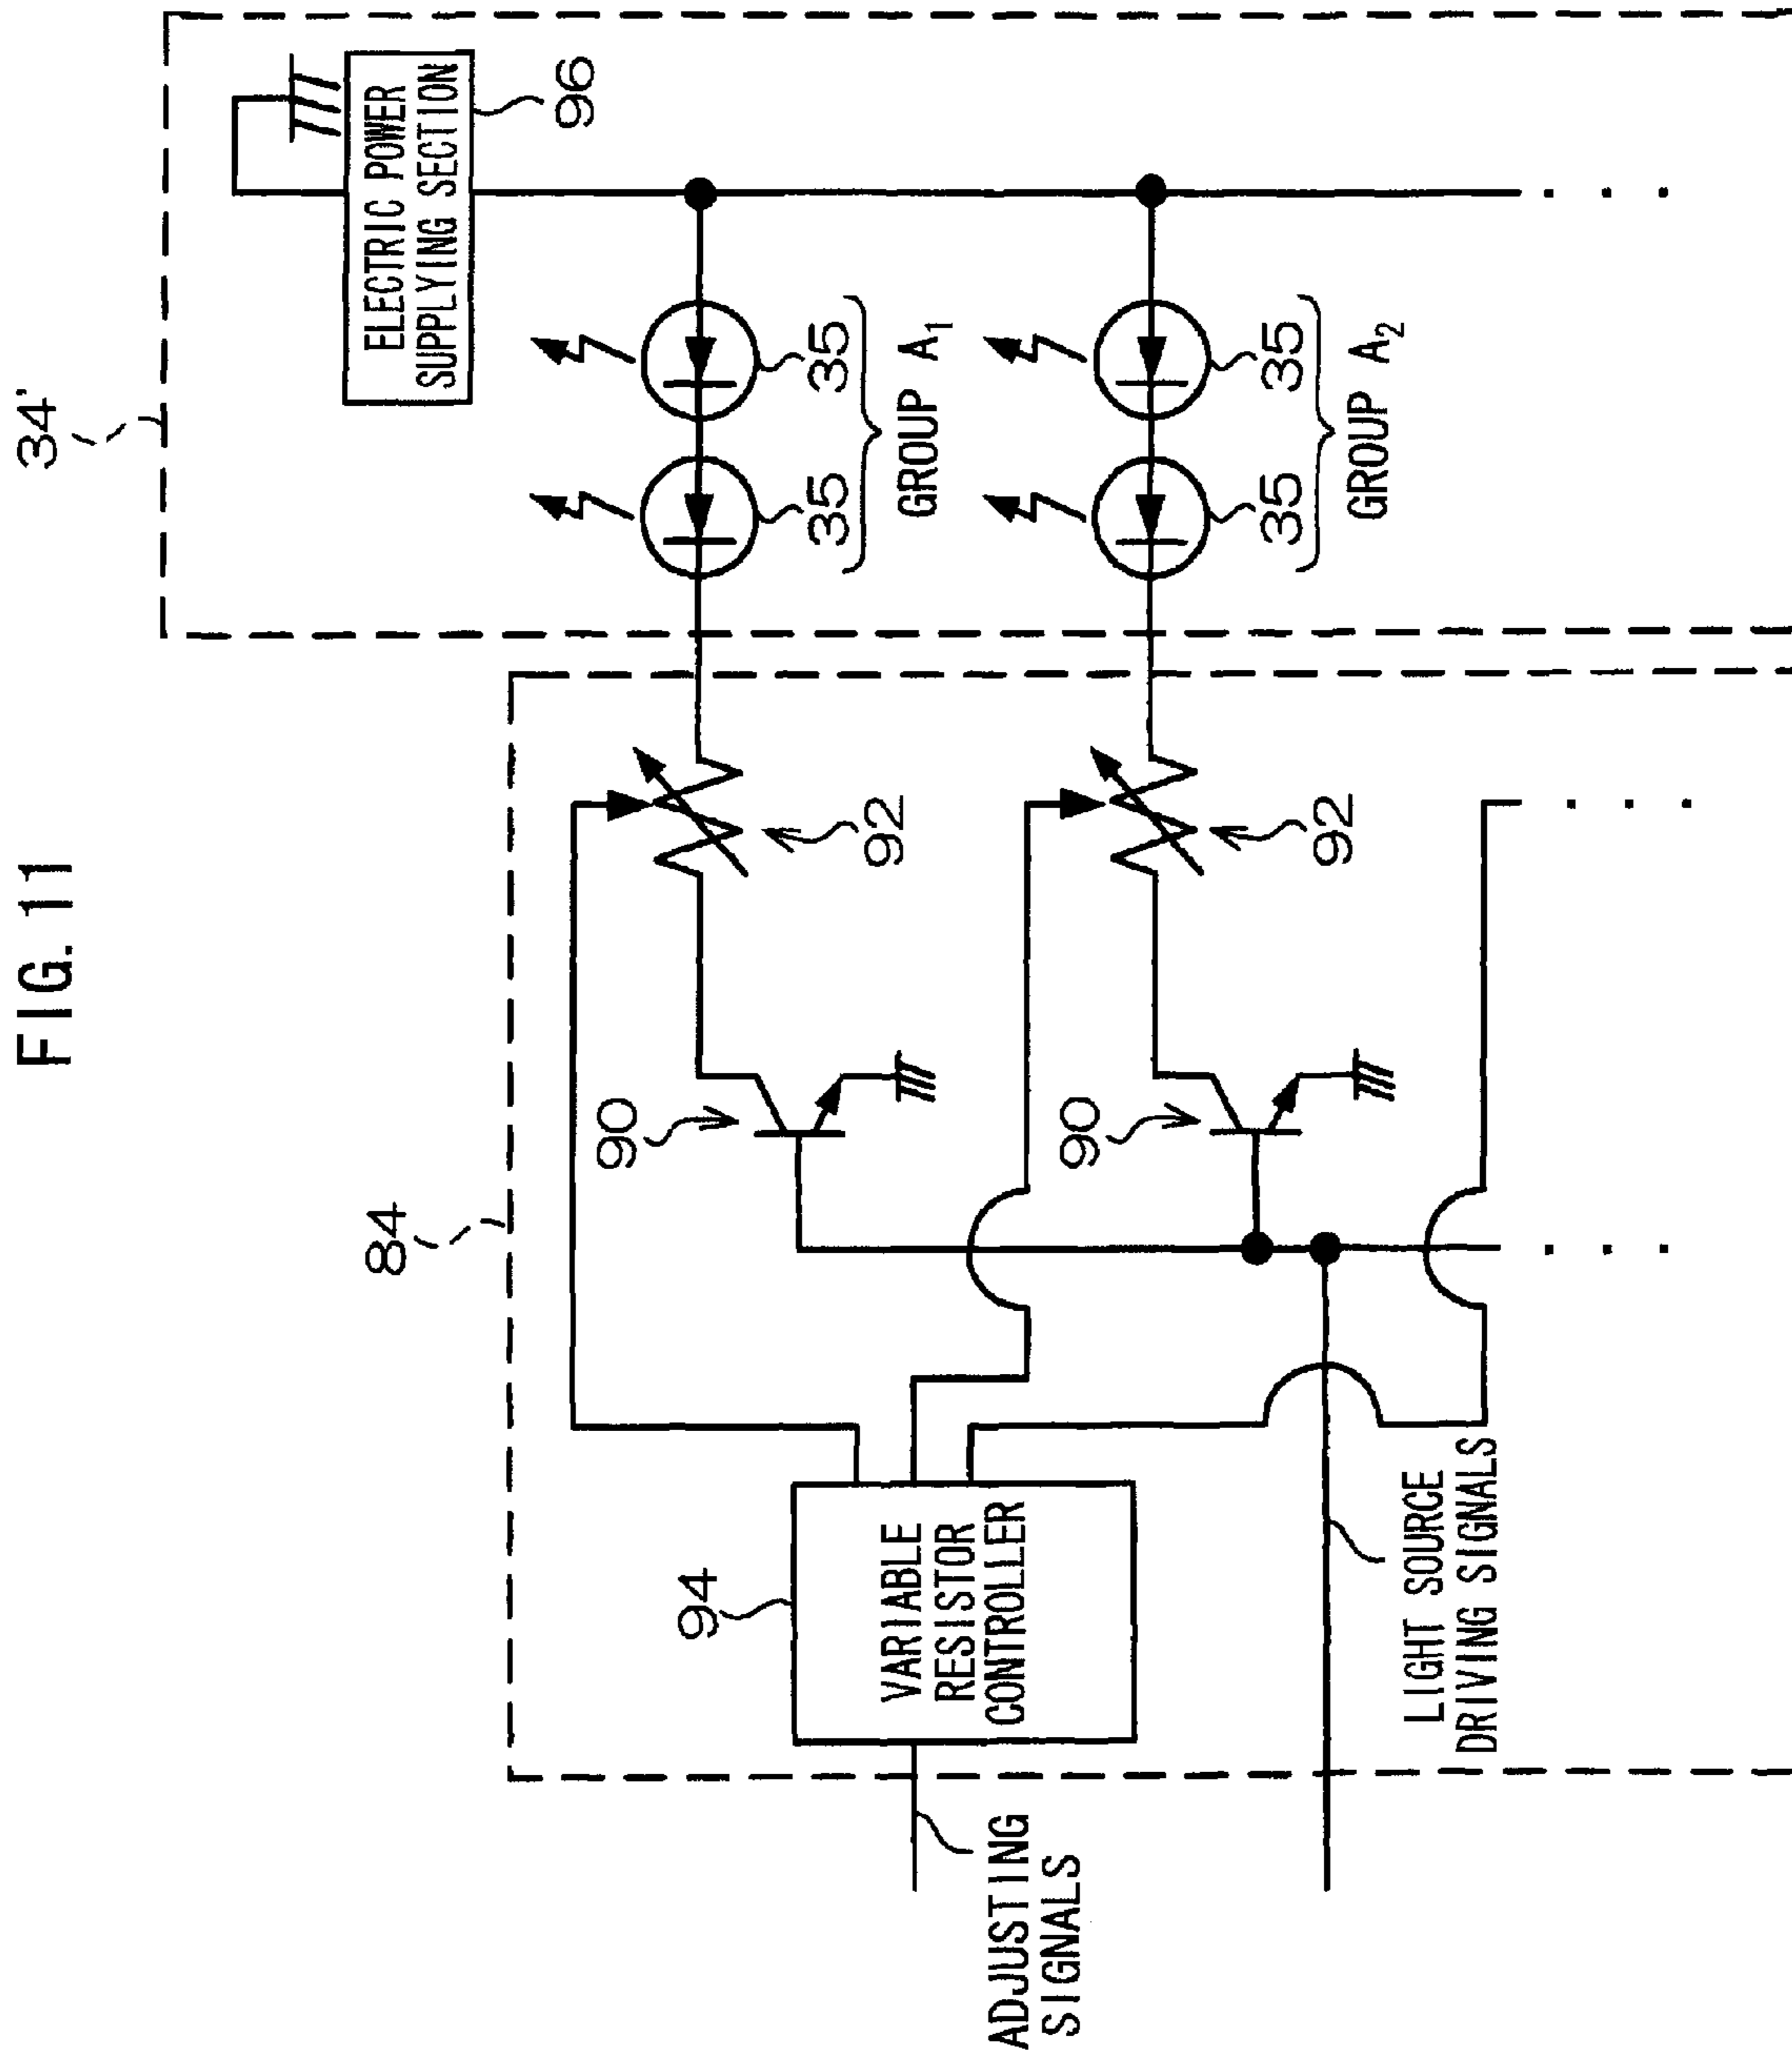 FIG. 11
34'
84
ELECTRIC POWER
SUPPLYING SECTION
96
35
35
GROUP A1
35
35
GROUP A2
92
92
90
90
94
VARIABLE
RESISTOR
CONTROLLER
ADJUSTING
SIGNALS
LIGHT SOURCE
DRIVING SIGNALS